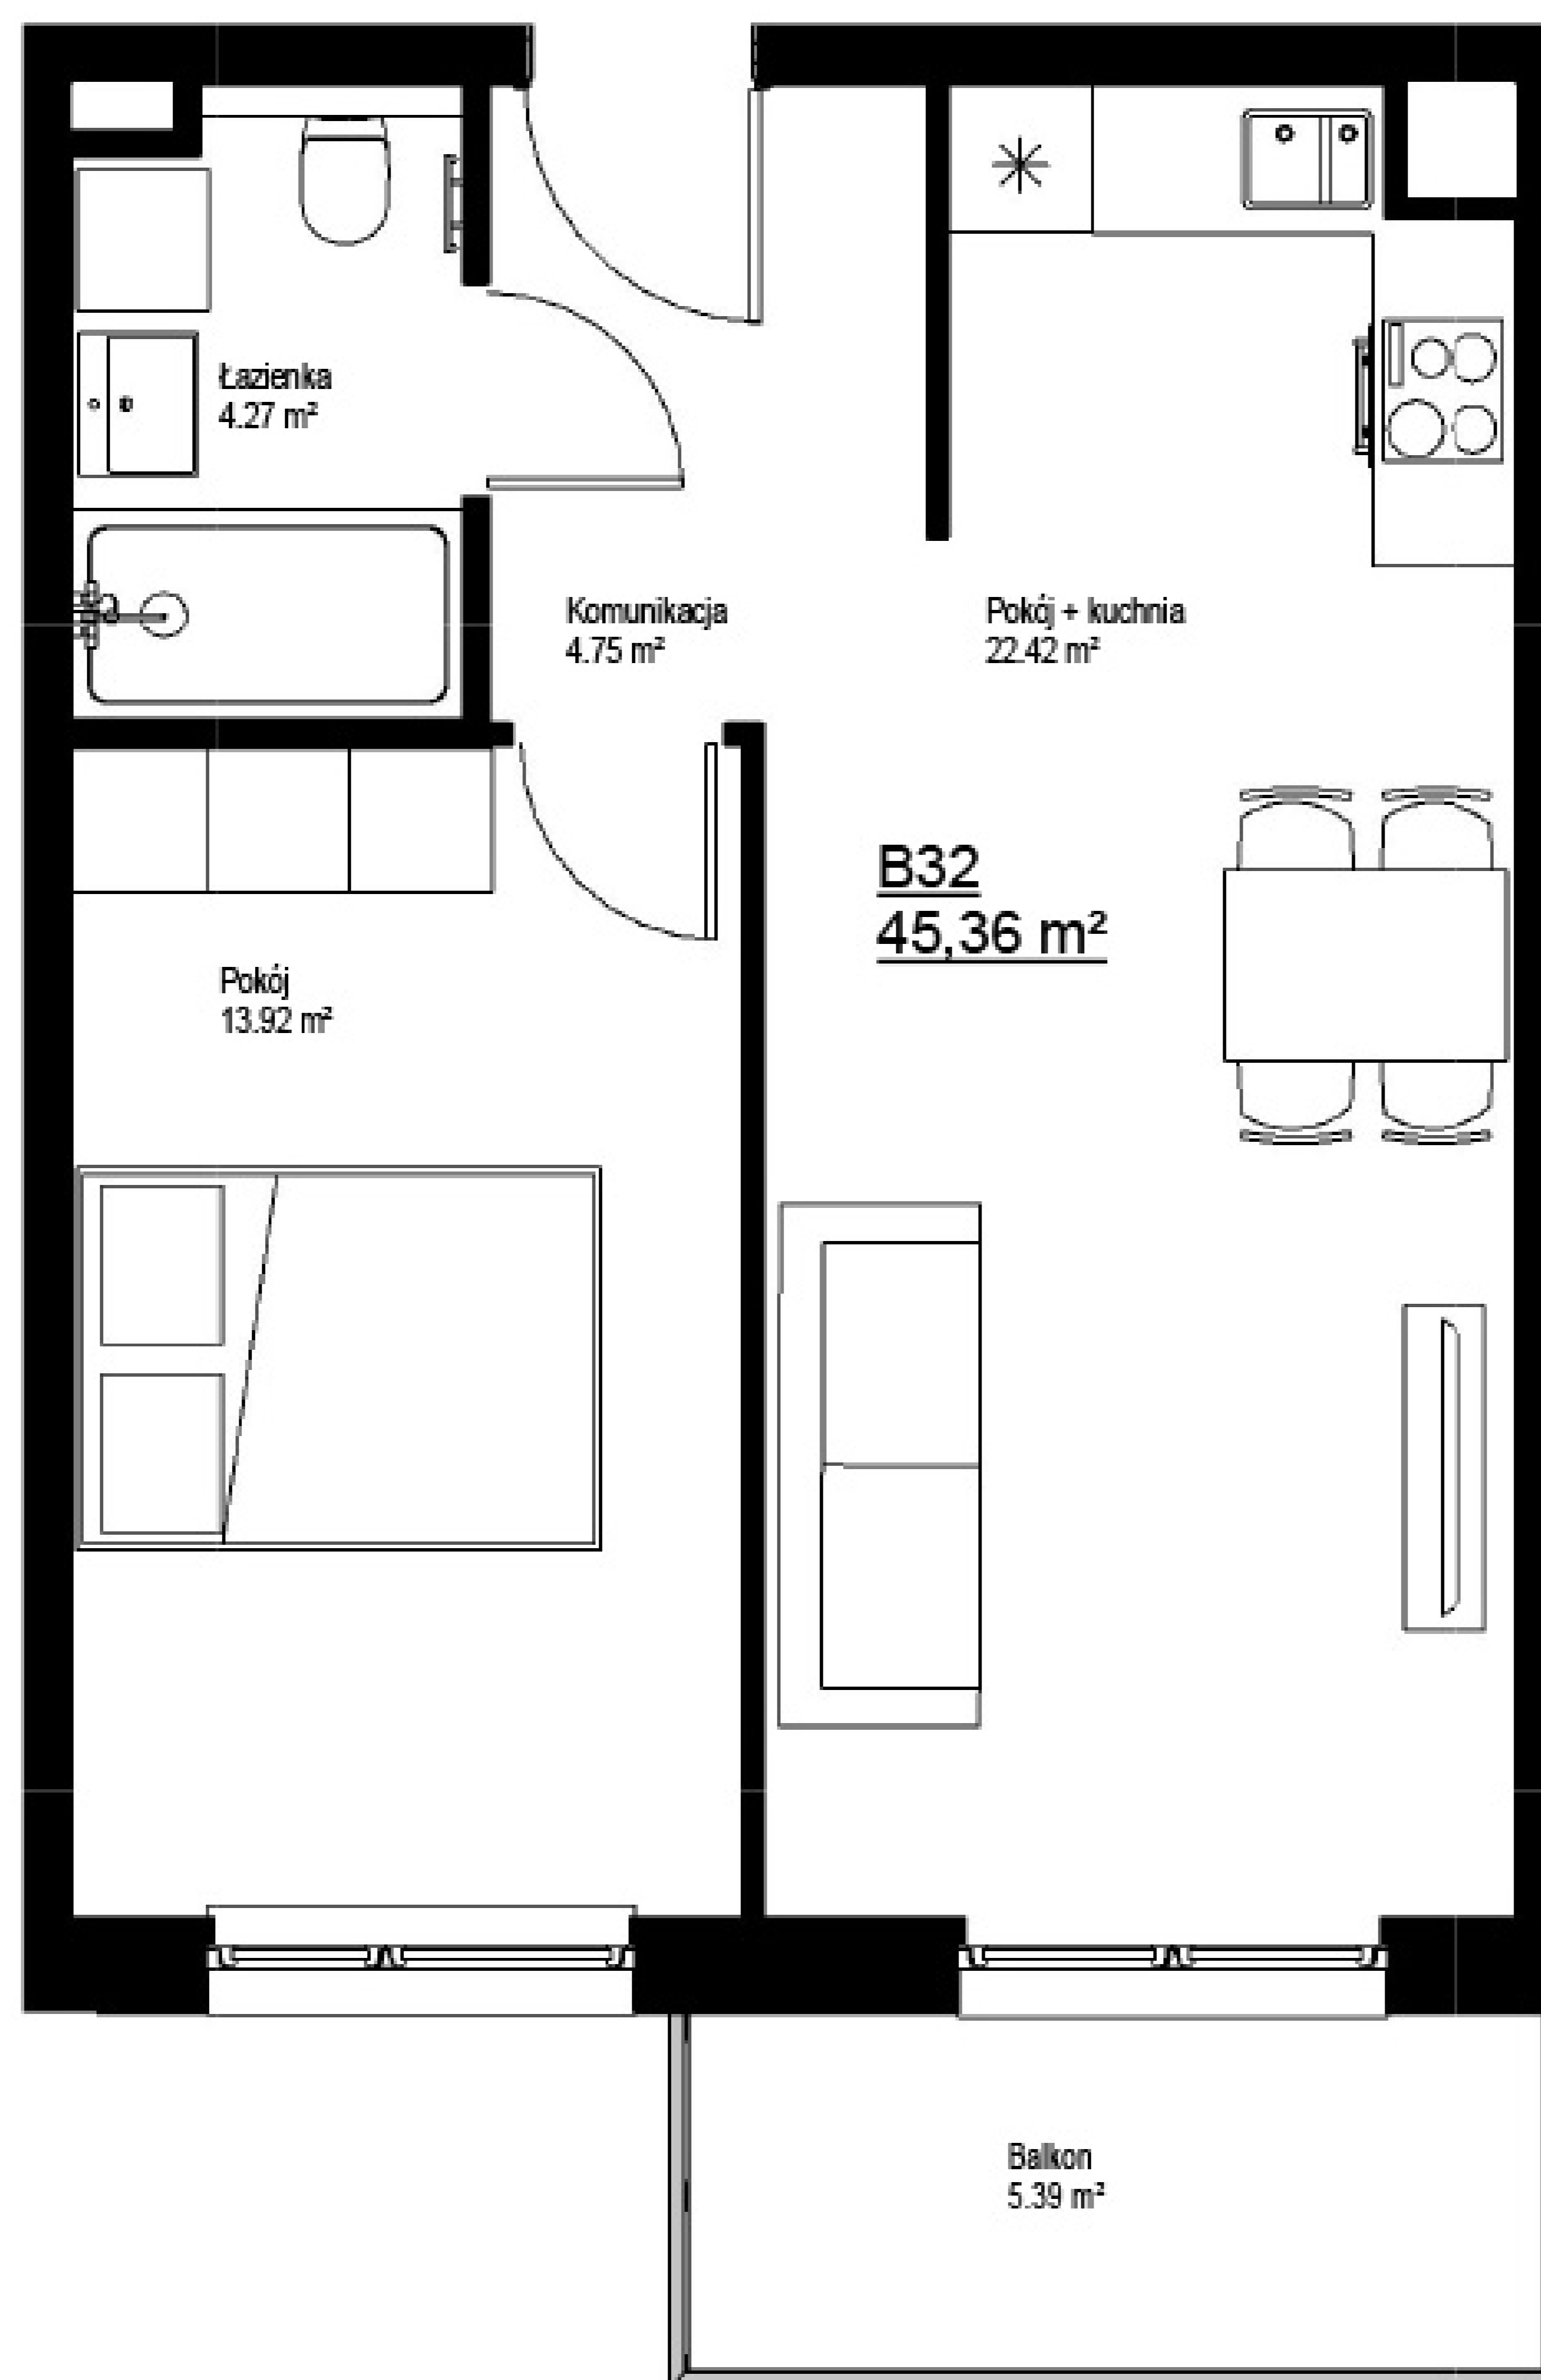 Łazienka
4.27 m²
Komunikacja
4.75 m²
Pokój + kuchnia
22.42 m²
B32
45,36 m²
Pokój
13.92 m²
Balkon
5.39 m²